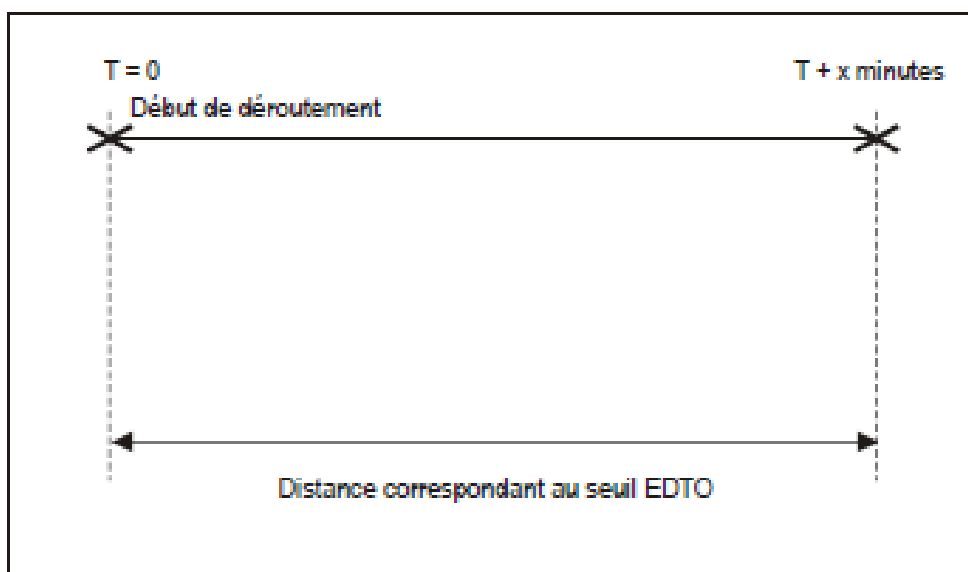 T = 0
T + x minutes
Début de déroutement
Distance correspondant au seuil EDTO